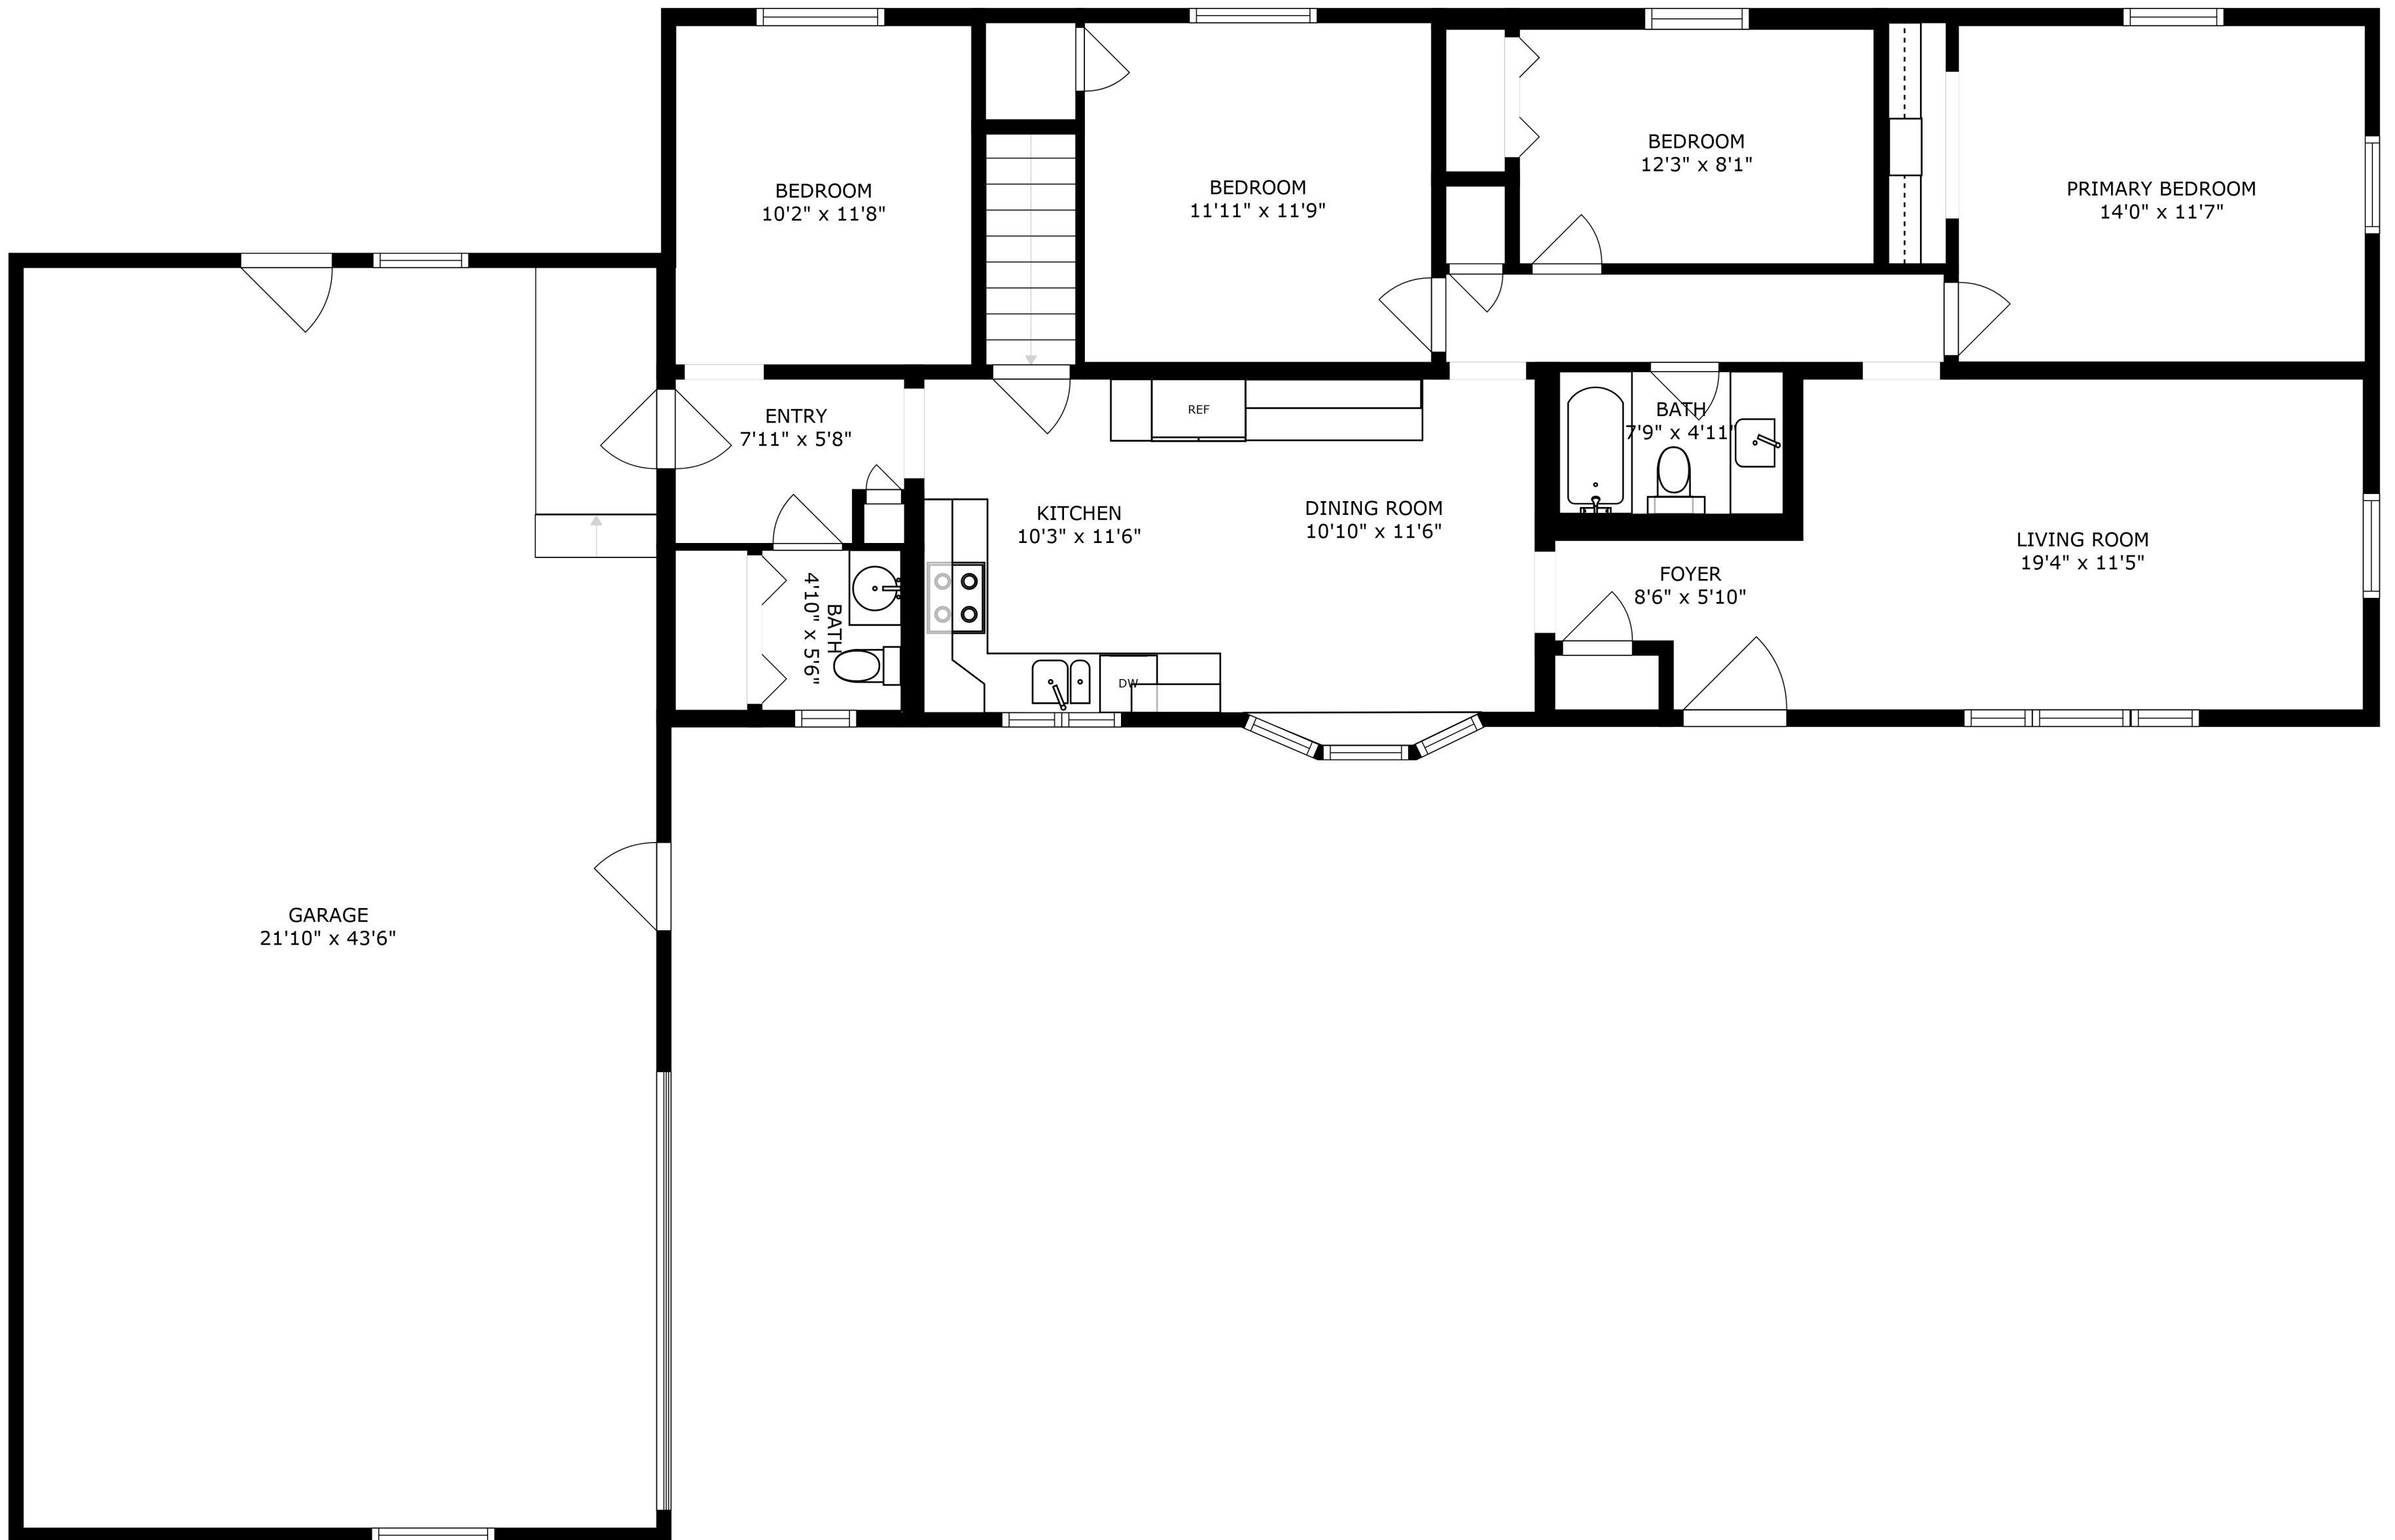 BEDROOM
10'2" x 11'8"
BEDROOM
11'11" x 11'9"
BEDROOM
12'3" x 8'1"
PRIMARY BEDROOM
14'0" x 11'7"
ENTRY
7'11" x 5'8"
REF
BATH
7'9" x 4'11"
KITCHEN
10'3" x 11'6"
DINING ROOM
10'10" x 11'6"
LIVING ROOM
19'4" x 11'5"
FOYER
8'6" x 5'10"
BATH
4'10" x 5'6"
DW
GARAGE
21'10" x 43'6"